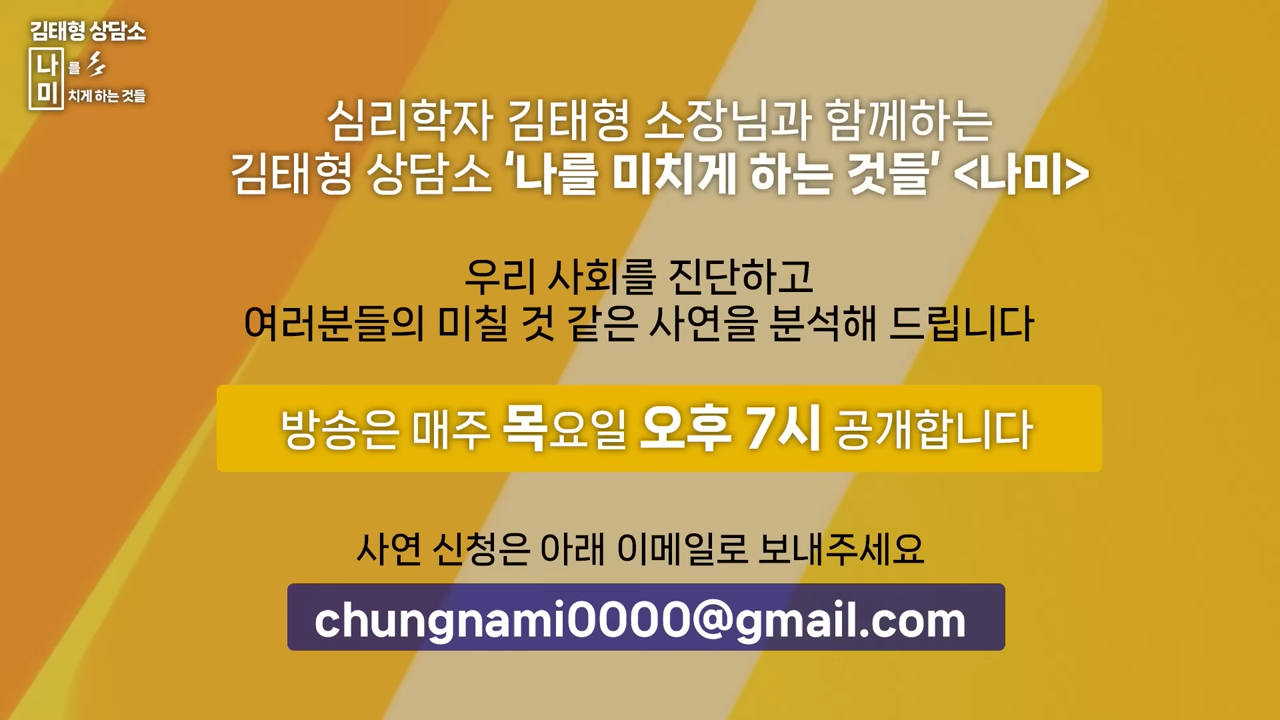 김태형 상담소
나를
미치게 하는 것들
심리학자 김태형 소장님과 함께하는
김태형 상담소 ‘나를 미치게 하는 것들’ <나미>
우리 사회를 진단하고
여러분들의 미칠 것 같은 사연을 분석해 드립니다
방송은 매주 목요일 오후 7시 공개합니다
사연 신청은 아래 이메일로 보내주세요
chungnami0000@gmail.com